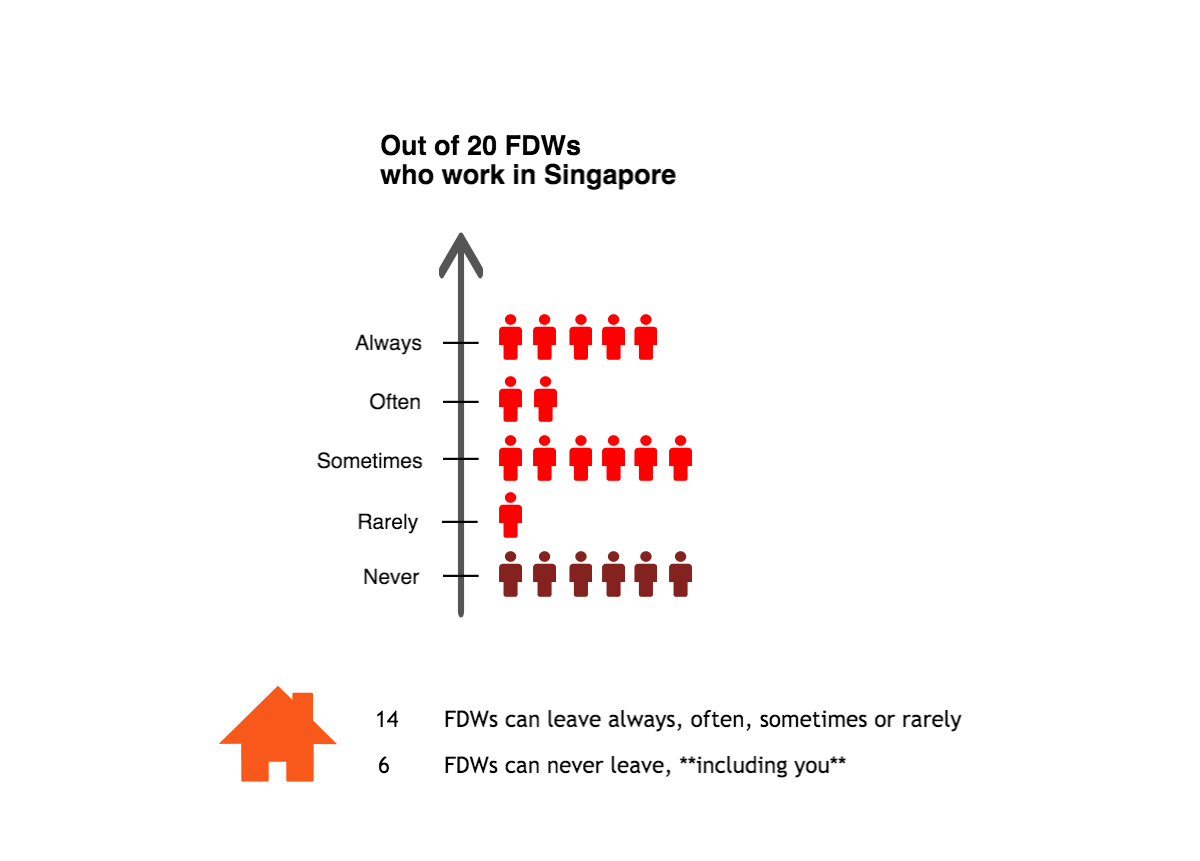 Out of 20 FDWs
who work in Singapore
Always
Often
Sometimes
Rarely
Never
14 FDWs can leave always, often, sometimes or rarely
6 FDWs can never leave, **including you**